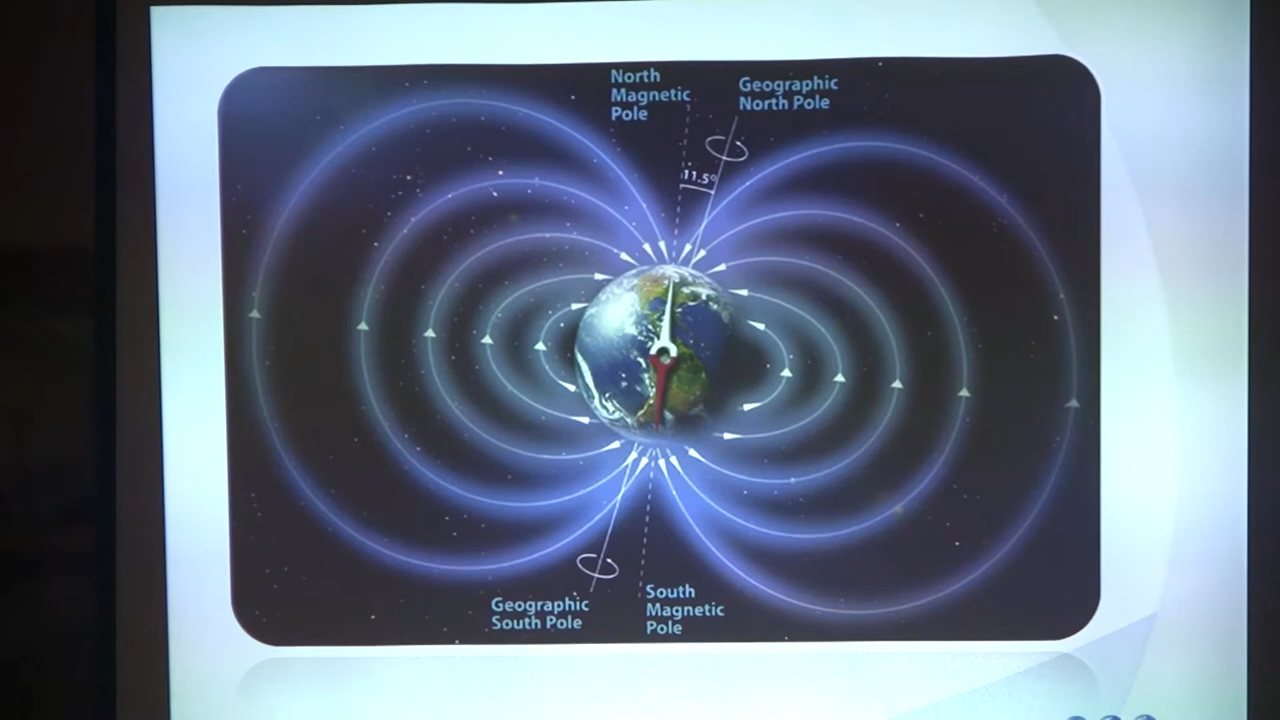 North
Magnetic
Pole
Geographic
North Pole
11.5°
Geographic
South Pole
South
Magnetic
Pole